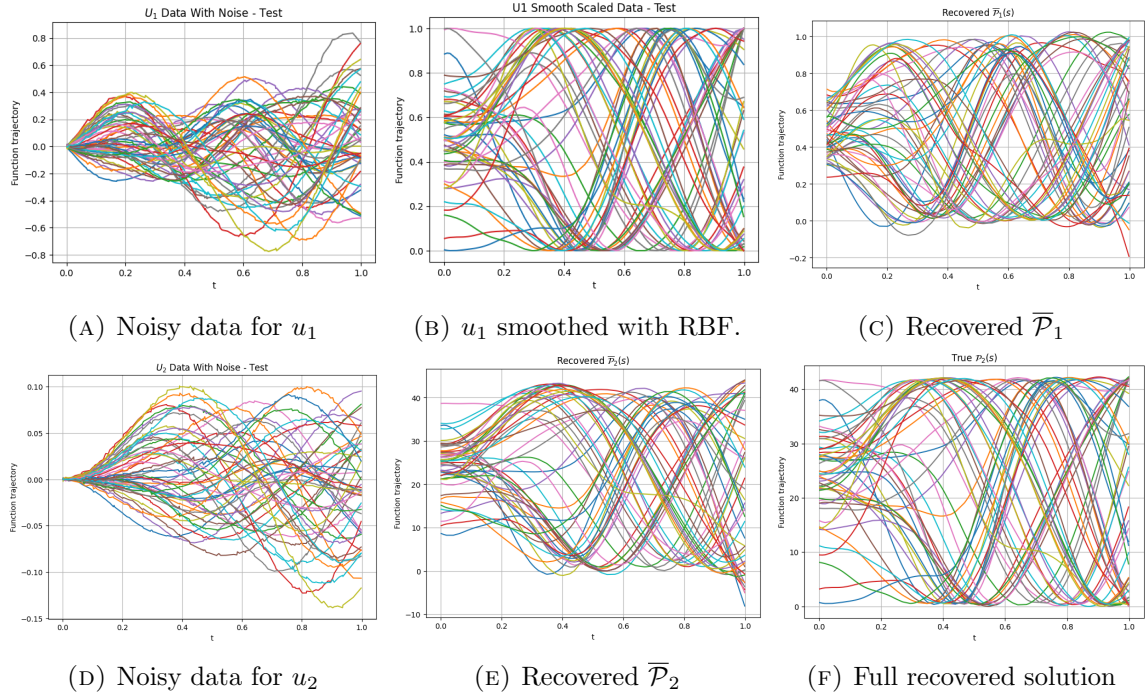 U₁ Data With Noise - Test
Function trajectory
0.8
0.6
0.4
0.2
0.0
-0.2
-0.4
-0.6
-0.8
0.0 0.2 0.4 0.6 0.8 1.0
t
(A) Noisy data for u₁
U1 Smooth Scaled Data - Test
Function trajectory
1.0
0.8
0.6
0.4
0.2
0.0
0.0 0.2 0.4 0.6 0.8 1.0
t
(B) u₁ smoothed with RBF.
Recovered P̅₁(s)
Function trajectory
1.0
0.8
0.6
0.4
0.2
0.0
-0.2
0.0 0.2 0.4 0.6 0.8 1.0
t
(C) Recovered P̅₁
U₂ Data With Noise - Test
Function trajectory
0.10
0.05
0.00
-0.05
-0.10
-0.15
0.0 0.2 0.4 0.6 0.8 1.0
t
(D) Noisy data for u₂
Recovered P̅₂(s)
Function trajectory
40
30
20
10
0
-10
0.0 0.2 0.4 0.6 0.8 1.0
t
(E) Recovered P̅₂
True P₂(s)
Function trajectory
40
30
20
10
0
0.0 0.2 0.4 0.6 0.8 1.0
t
(F) Full recovered solution